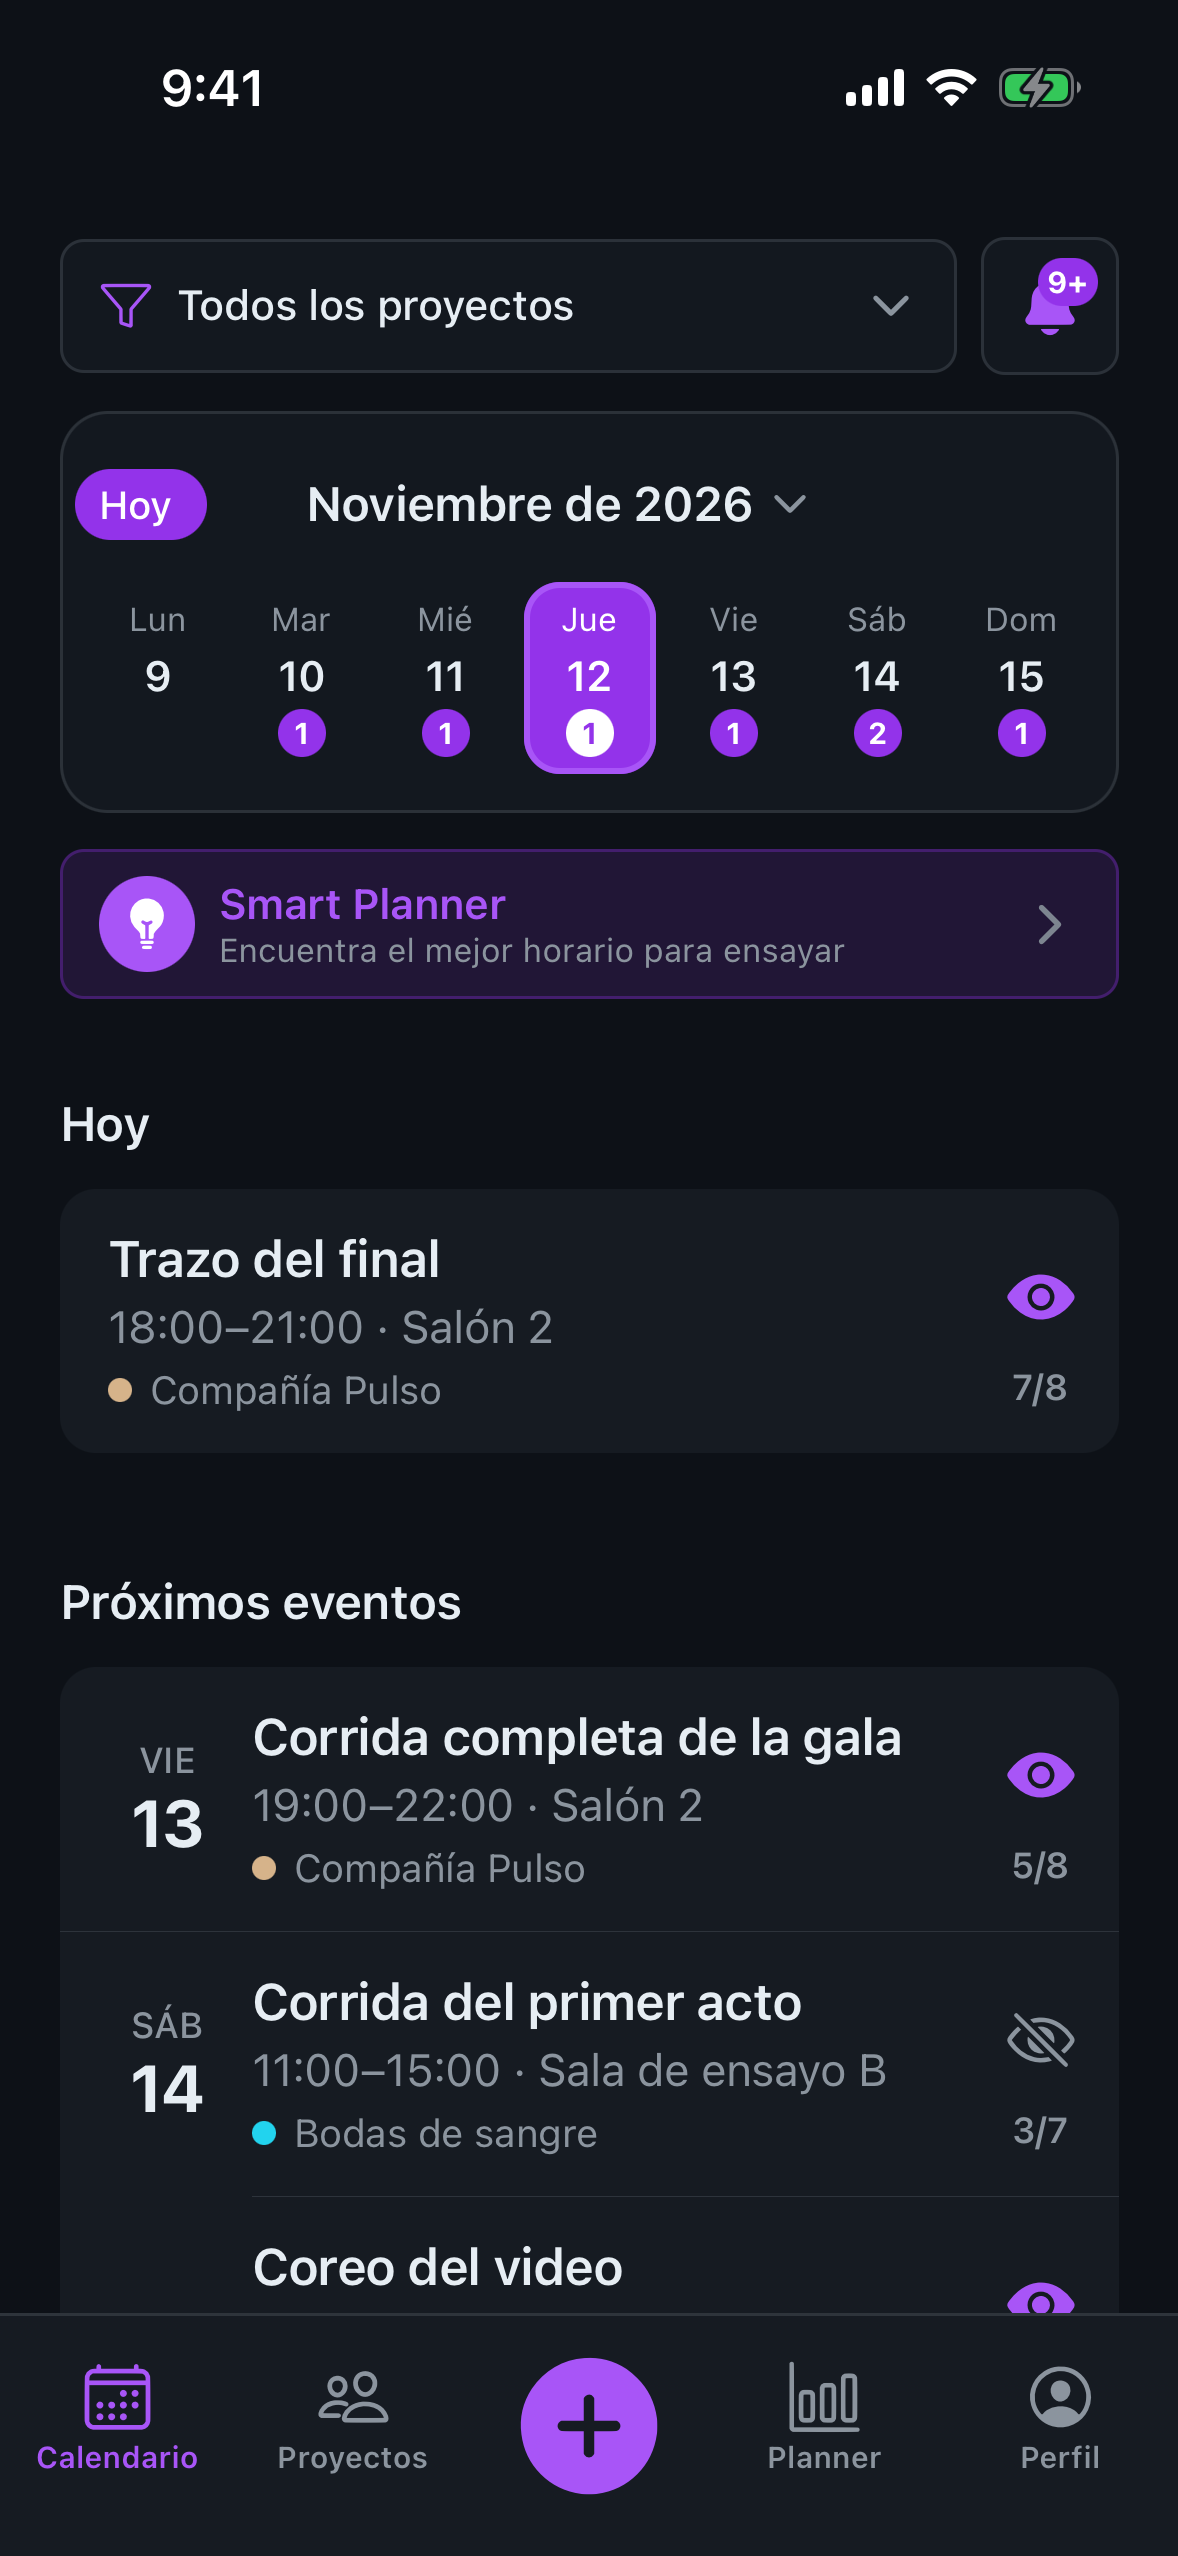 9:41
Todos los proyectos
9+
Hoy
Noviembre de 2026
Lun Mar Mié Jue Vie Sáb Dom
9 10 11 12 13 14 15
1 1 1 1 2 1
Smart Planner
Encuentra el mejor horario para ensayar
Hoy
Trazo del final
18:00–21:00 · Salón 2
Compañía Pulso
7/8
Próximos eventos
VIE
13
Corrida completa de la gala
19:00–22:00 · Salón 2
Compañía Pulso
5/8
SÁB
14
Corrida del primer acto
11:00–15:00 · Sala de ensayo B
Bodas de sangre
3/7
Coreo del video
Calendario
Proyectos
Planner
Perfil